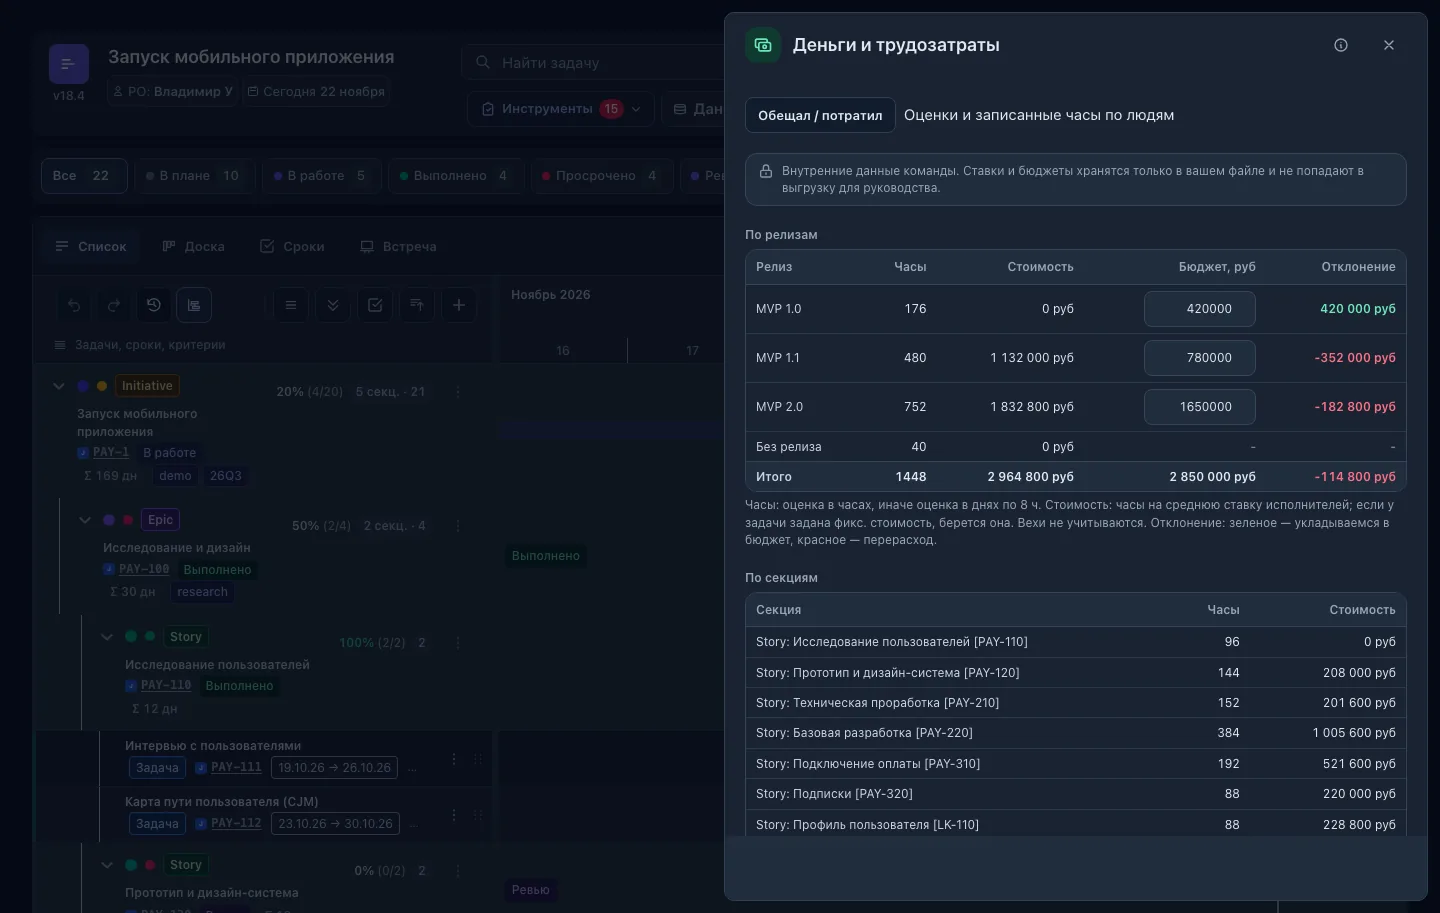 Запуск мобильного приложения
v18.4
PO: Владимир У
Сегодня 22 ноября
Найти задачу
Инструменты 15
Дан
Все 22
В плане 10
В работе 5
Выполнено 4
Просрочено 4
Список
Доска
Сроки
Встреча
Ноябрь 2026
Задачи, сроки, критерии
16
17
Initiative
20% (4/20) 5 секц. · 21
Запуск мобильного
приложения
PAY-1 В работе
Σ 169 дн demo 26Q3
Epic
50% (2/4) 2 секц. · 4
Исследование и дизайн
PAY-100 Выполнено
Σ 30 дн research
Выполнено
Story
100% (2/2) 2
Исследование пользователей
PAY-110 Выполнено
Σ 12 дн
Интервью с пользователями
Задача PAY-111 19.10.26 → 26.10.26 ...
Карта пути пользователя (CJM)
Задача PAY-112 23.10.26 → 30.10.26 ...
Story
0% (0/2) 2
Прототип и дизайн-система
Ревью
Деньги и трудозатраты
Обещал / потратил Оценки и записанные часы по людям
Внутренние данные команды. Ставки и бюджеты хранятся только в вашем файле и не попадают в
выгрузку для руководства.
По релизам
Релиз Часы Стоимость Бюджет, руб Отклонение
MVP 1.0 176 0 руб 420000 420 000 руб
MVP 1.1 480 1 132 000 руб 780000 -352 000 руб
MVP 2.0 752 1 832 800 руб 1650000 -182 800 руб
Без релиза 40 0 руб - -
Итого 1448 2 964 800 руб 2 850 000 руб -114 800 руб
Часы: оценка в часах, иначе оценка в днях по 8 ч. Стоимость: часы на среднюю ставку исполнителей; если у
задачи задана фикс. стоимость, берется она. Вехи не учитываются. Отклонение: зеленое — укладываемся в
бюджет, красное — перерасход.
По секциям
Секция Часы Стоимость
Story: Исследование пользователей [PAY-110] 96 0 руб
Story: Прототип и дизайн-система [PAY-120] 144 208 000 руб
Story: Техническая проработка [PAY-210] 152 201 600 руб
Story: Базовая разработка [PAY-220] 384 1 005 600 руб
Story: Подключение оплаты [PAY-310] 192 521 600 руб
Story: Подписки [PAY-320] 88 220 000 руб
Story: Профиль пользователя [LK-110] 88 228 800 руб